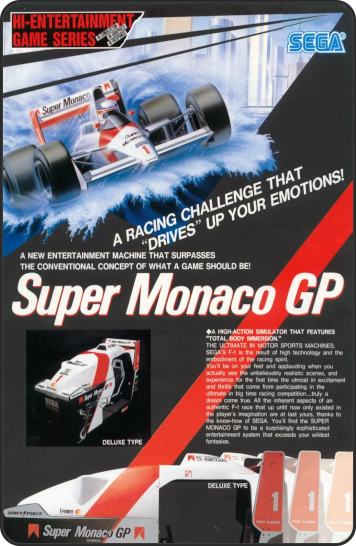 HI-ENTERTAINMENT
GAME SERIES
SEGA®
Super Monaco
1
A RACING CHALLENGE THAT
"DRIVES" UP YOUR EMOTIONS!
A NEW ENTERTAINMENT MACHINE THAT SURPASSES
THE CONVENTIONAL CONCEPT OF WHAT A GAME SHOULD BE!
Super Monaco GP
◆A HIGH-ACTION SIMULATOR THAT FEATURES
"TOTAL BODY IMMERSION."
THE ULTIMATE IN MOTOR SPORTS MACHINES,
SEGA'S F-1 is the result of high technology and the
embodiment of the racing spirit.
You'll be on your feet and applauding when you
actually see the unbelievably realistic scenes, and
experience for the first time the utmost in excitement
and thrills that come from participating in the
ultimate in big time racing competition...truly a
dream come true. All the inherent aspects of an
authentic F-1 race that up until now only existed in
the player's imagination are at last yours, thanks to
the know-how of SEGA. You'll find the SUPER
MONACO GP to be a surprisingly sophisticated
entertainment system that exceeds your wildest
fantasies.
DELUXE TYPE
SEGA
DELUXE TYPE
DOWNFORCE
Super Monaco GP
1
1
1